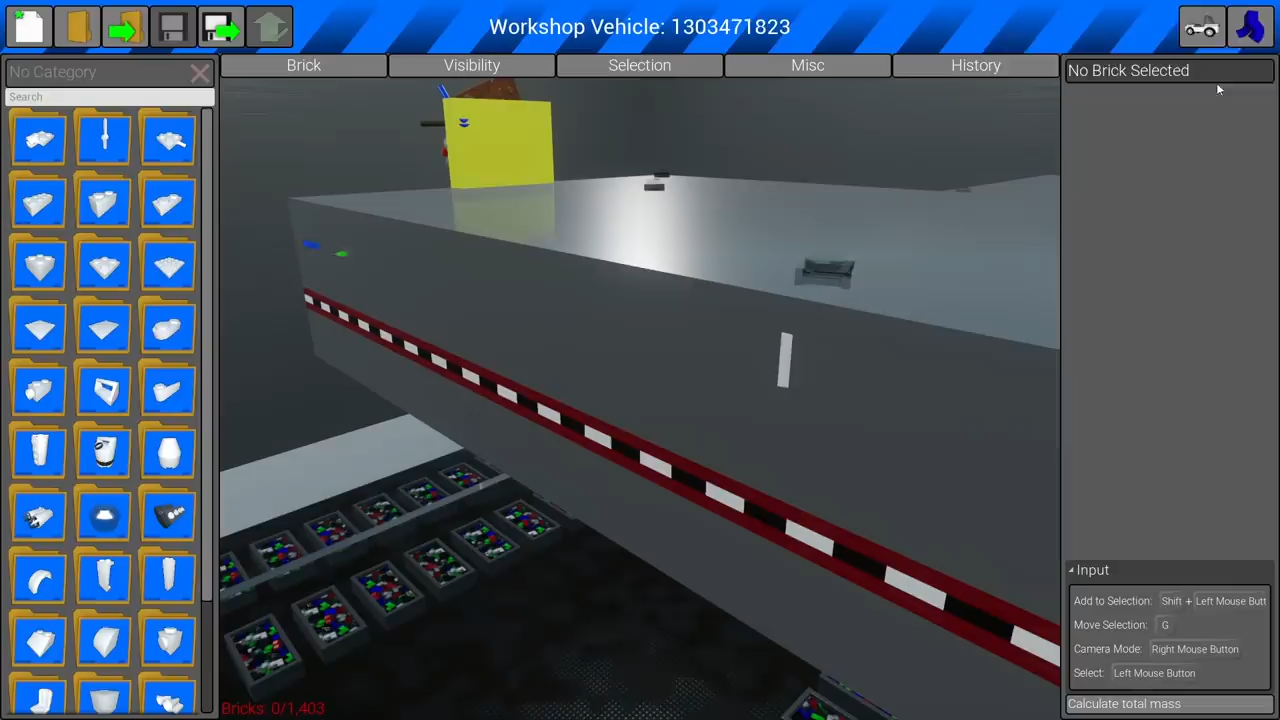 Workshop Vehicle: 1303471823
No Category
Search
Brick
Visibility
Selection
Misc
History
No Brick Selected
Input
Add to Selection: Shift + Left Mouse Butt
Move Selection: G
Camera Mode: Right Mouse Button
Select: Left Mouse Button
Calculate total mass
Bricks: 0/1,403